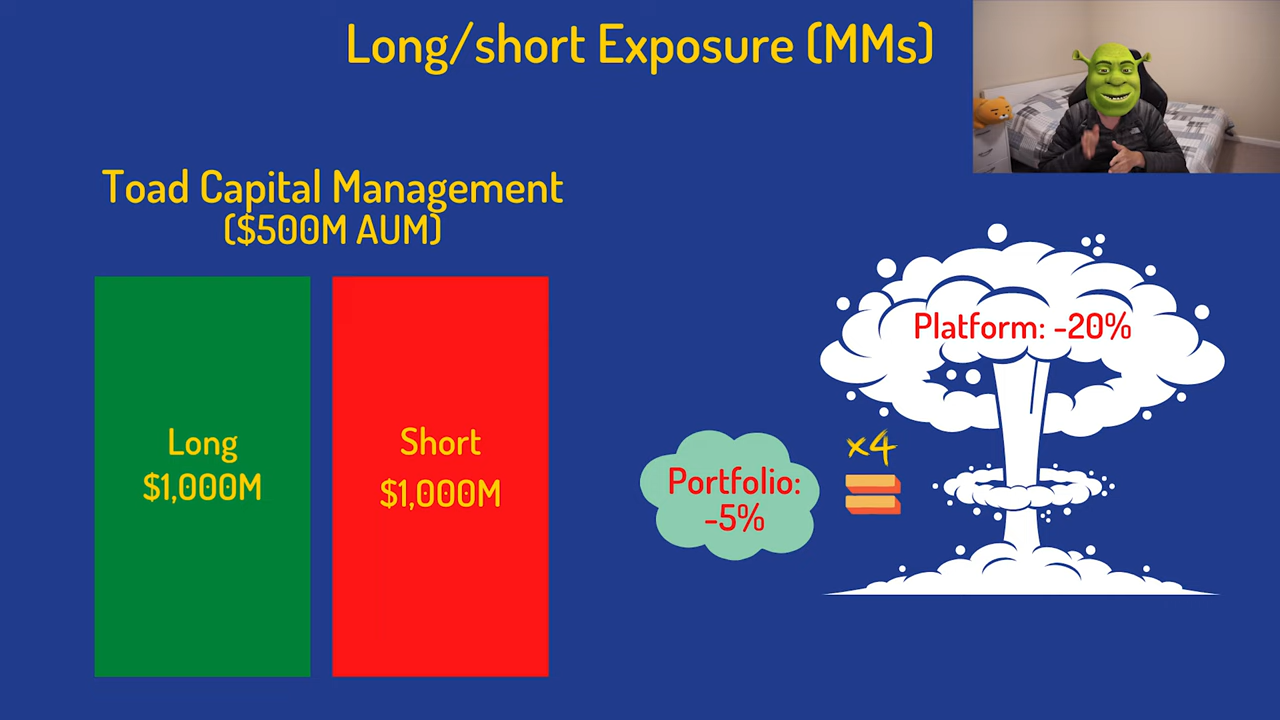 Long/short Exposure (MMs)
Toad Capital Management
($500M AUM)
Long
$1,000M
Short
$1,000M
Portfolio:
-5%
x4
=
Platform: -20%